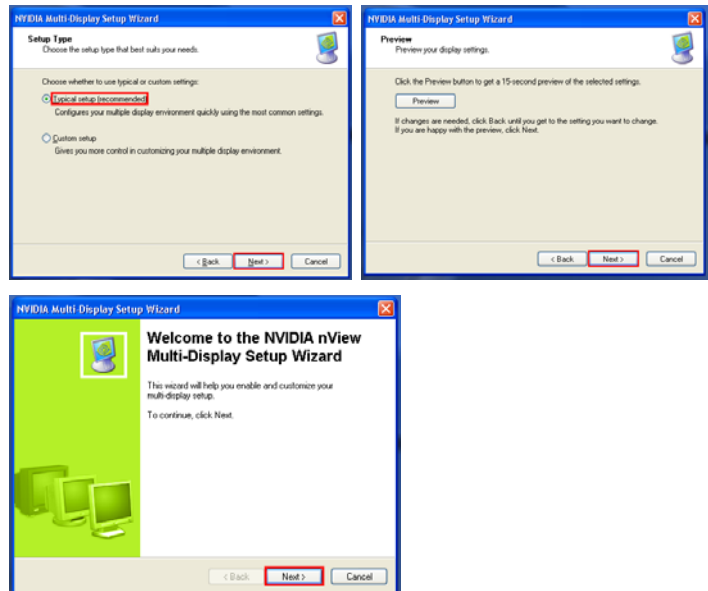 NVIDIA Multi-Display Setup Wizard
Setup Type
Choose the setup type that best suits your needs.
Choose whether to use typical or custom settings:
Typical setup (recommended)
Configures your multiple display environment quickly using the most common settings.
Custom setup
Gives you more control in customizing your multiple display environment.
< Back
Next >
Cancel
NVIDIA Multi-Display Setup Wizard
Preview
Preview your display settings.
Click the Preview button to get a 15-second preview of the selected settings.
Preview
If changes are needed, click Back until you get to the setting you want to change.
If you are happy with the preview, click Next.
< Back
Next >
Cancel
NVIDIA Multi-Display Setup Wizard
Welcome to the NVIDIA nView
Multi-Display Setup Wizard
This wizard will help you enable and customize your
multi-display setup.
To continue, click Next.
< Back
Next >
Cancel